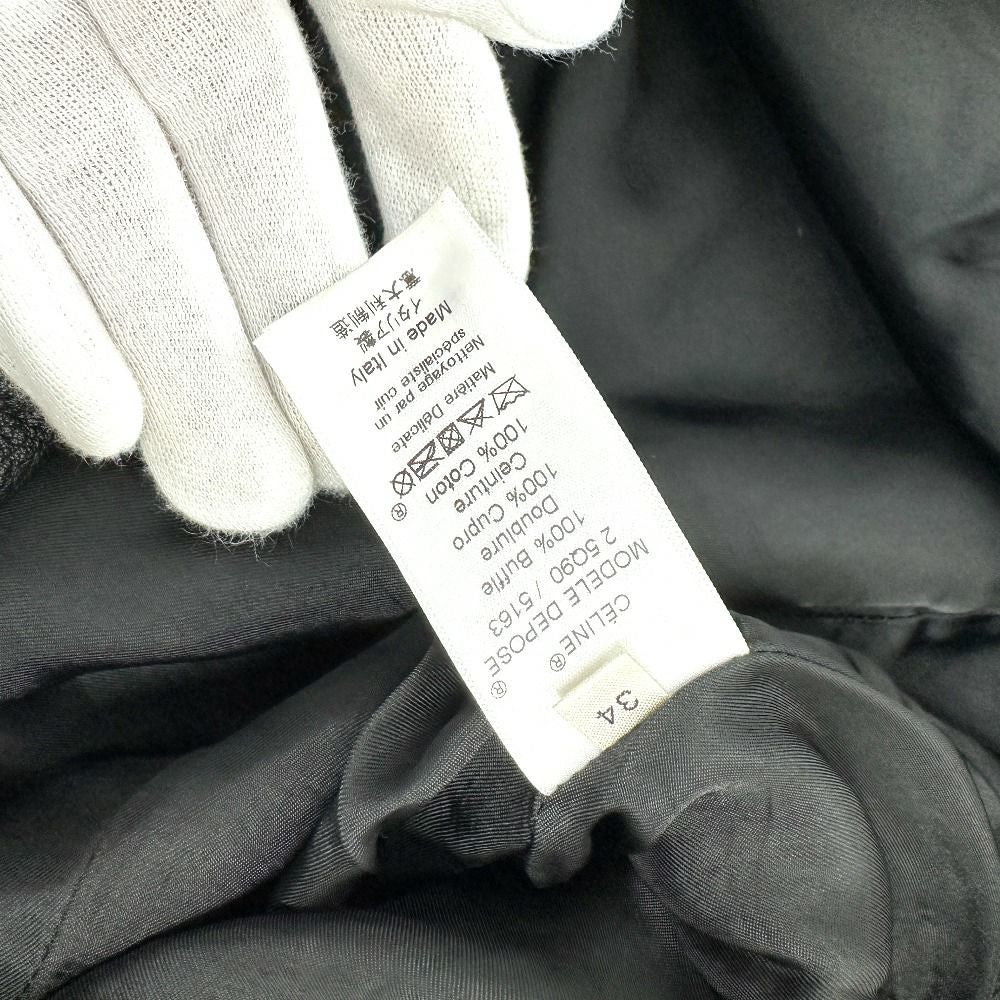 34
CÉLINE®
MODELE DEPOSE®
2 5Q90 / 5163
100% Buffle
Doublure
100% Cupro
Ceinture
100% Coton
®
Matière Délicate
Nettoyage par un
spécialiste cuir
Made in Italy
イタリア製
意大利制造